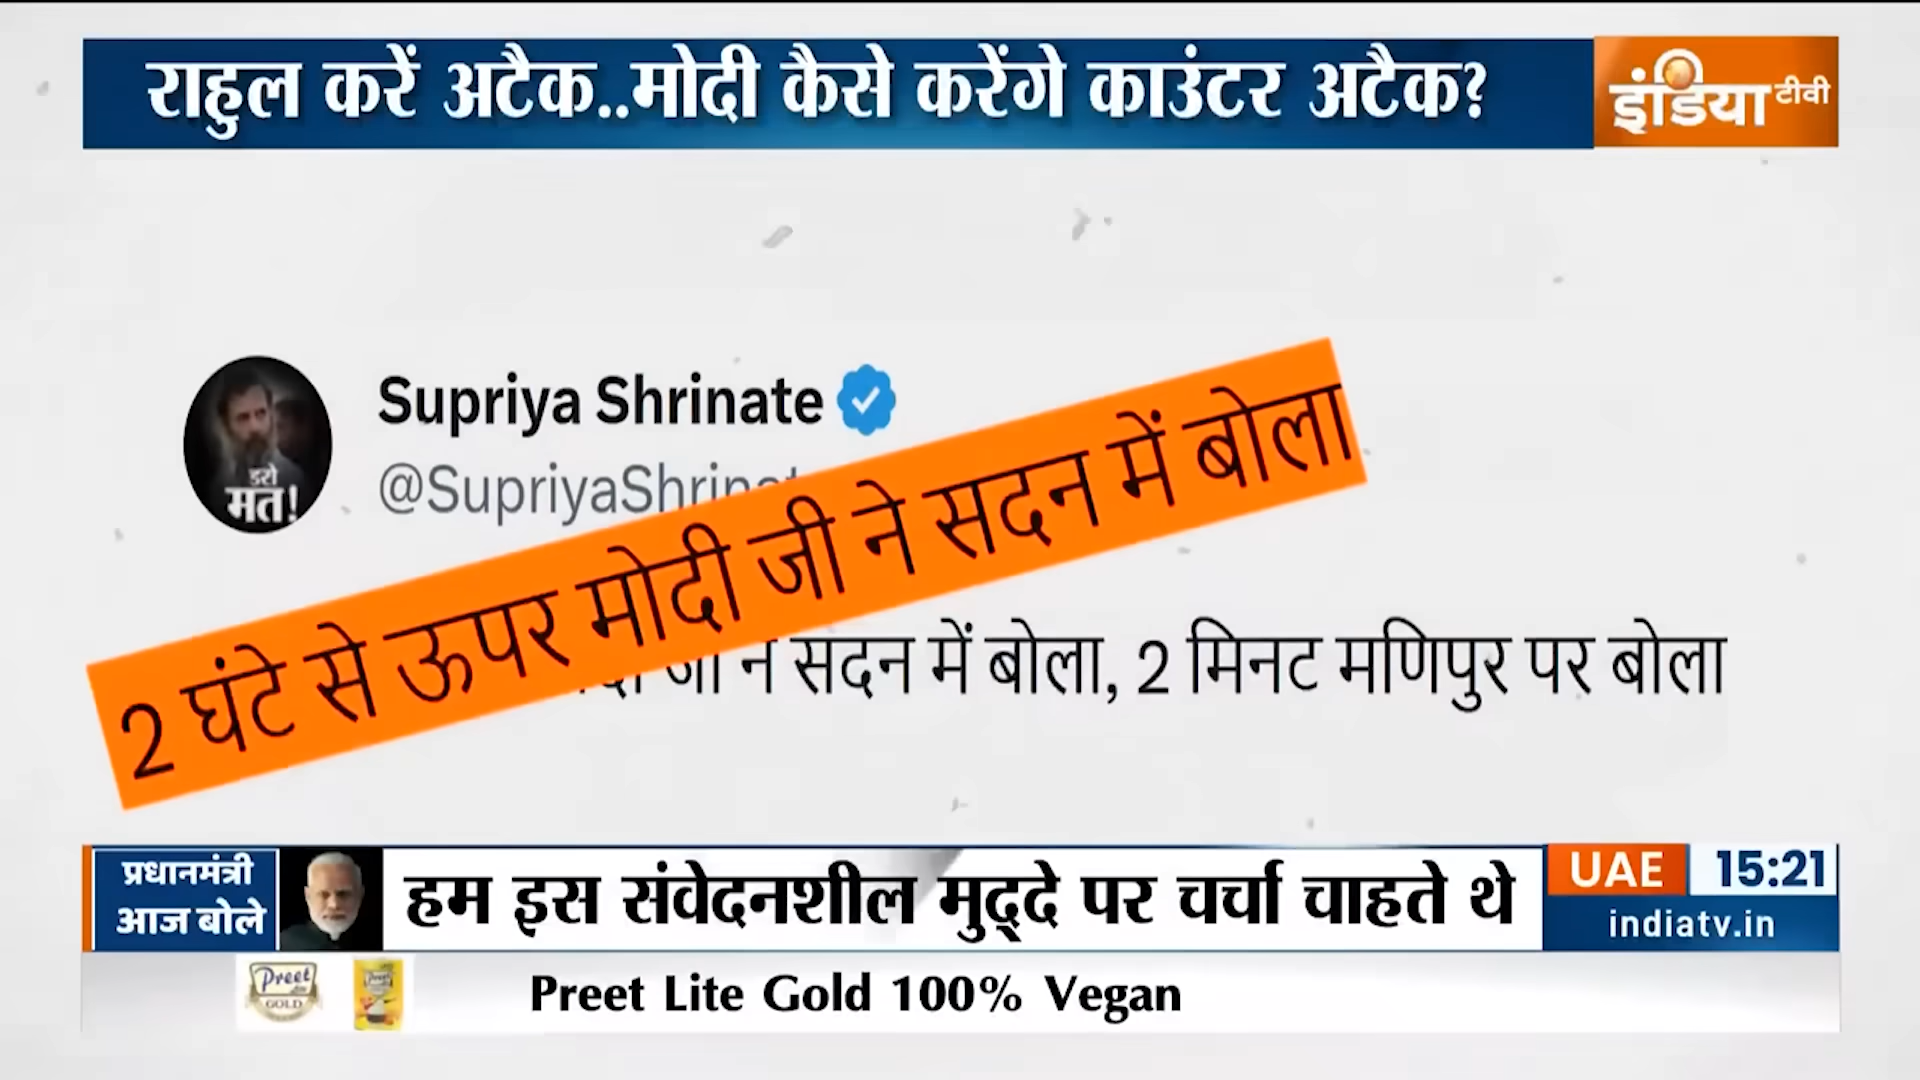 राहुल करें अटैक..मोदी कैसे करेंगे काउंटर अटैक?
इंडिया टीवी
Supriya Shrinate
@SupriyaShrinat
डरो
मत!
2 घंटे से ऊपर मोदी जी ने सदन में बोला
जी ने सदन में बोला, 2 मिनट मणिपुर पर बोला
प्रधानमंत्री
आज बोले
हम इस संवेदनशील मुद्दे पर चर्चा चाहते थे
UAE 15:21
indiatv.in
Preet
GOLD
Preet Lite Gold 100% Vegan